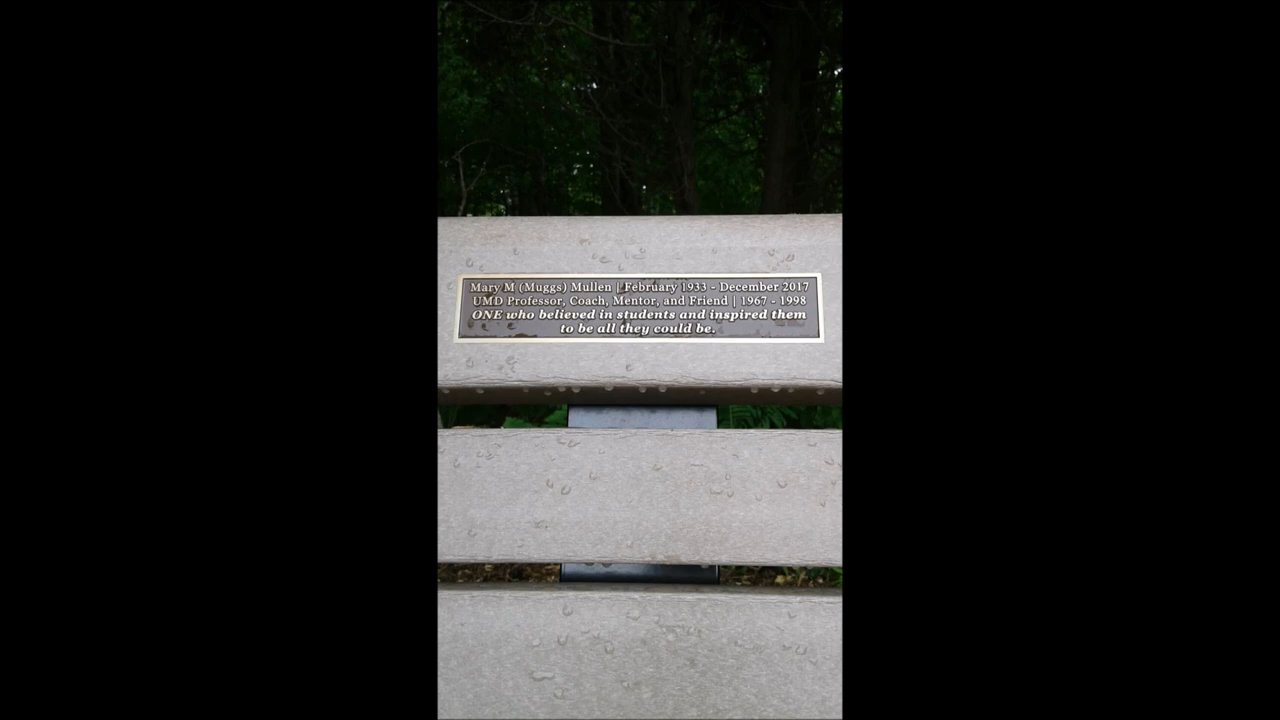 Mary M (Muggs) Mullen | February 1933 - December 2017
UMD Professor, Coach, Mentor, and Friend | 1967 - 1998
ONE who believed in students and inspired them
to be all they could be.